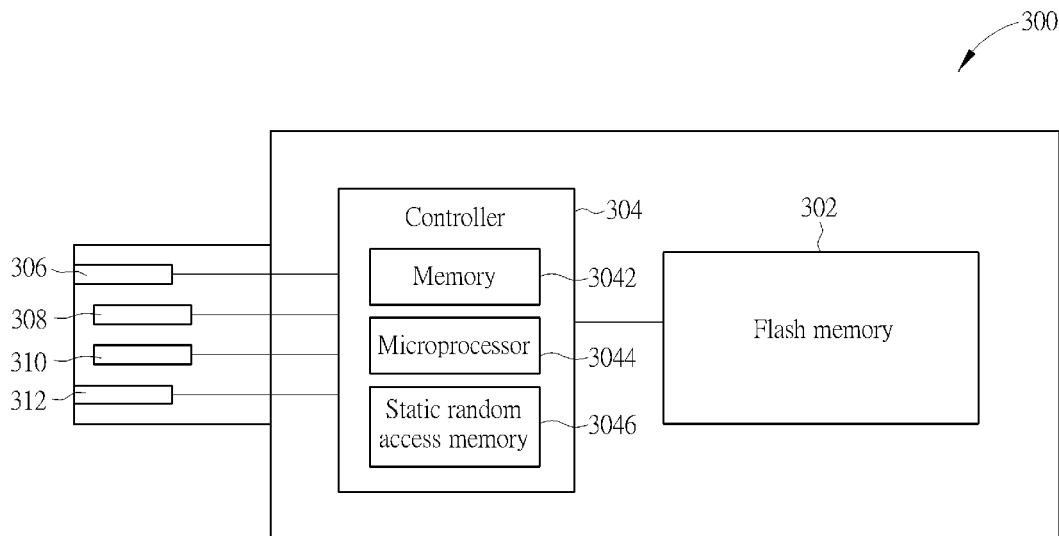 300
Controller
304
302
306
Memory
3042
308
Flash memory
Microprocessor
310
3044
312
Static random
access memory
3046